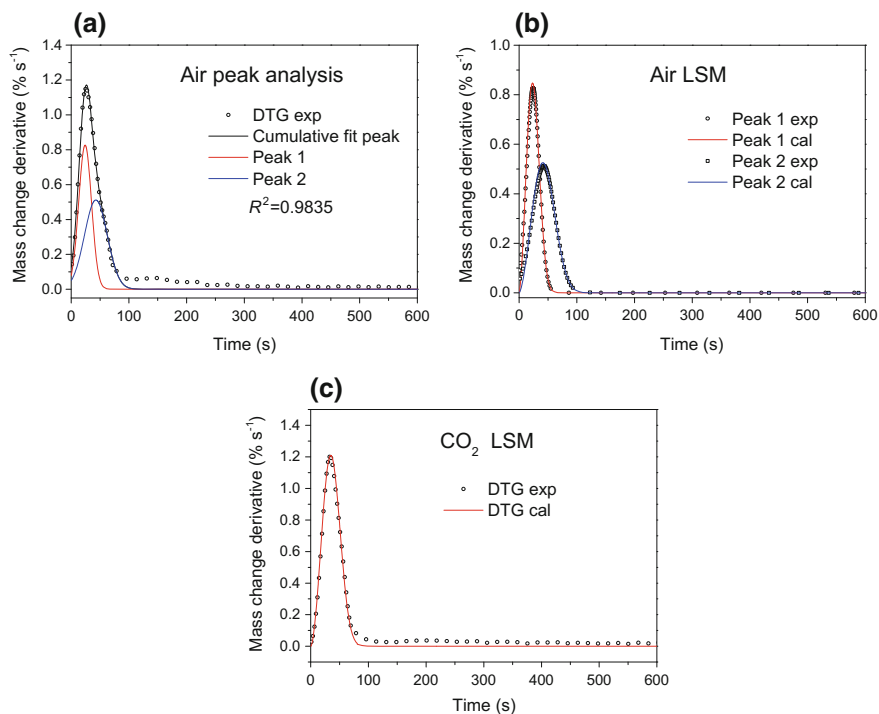 (a)
Mass change derivative (% s⁻¹)
1.4
1.2
1.0
0.8
0.6
0.4
0.2
0.0
Air peak analysis
DTG exp
Cumulative fit peak
Peak 1
Peak 2
R²=0.9835
0 100 200 300 400 500 600
Time (s)
(b)
Mass change derivative (% s⁻¹)
1.0
0.8
0.6
0.4
0.2
0.0
Air LSM
Peak 1 exp
Peak 1 cal
Peak 2 exp
Peak 2 cal
0 100 200 300 400 500 600
Time (s)
(c)
Mass change derivative (% s⁻¹)
1.4
1.2
1.0
0.8
0.6
0.4
0.2
0.0
CO₂ LSM
DTG exp
DTG cal
0 100 200 300 400 500 600
Time (s)